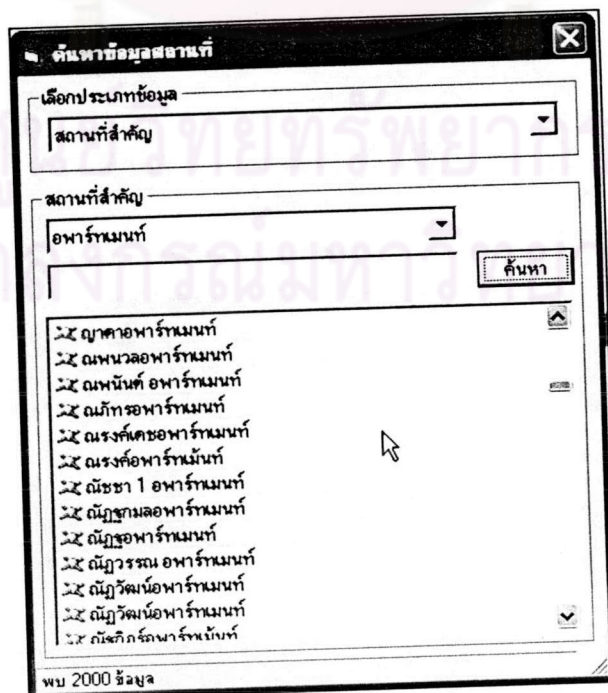 ค้นหาข้อมูลสถานที่
เลือกประเภทข้อมูล
สถานที่สำคัญ
สถานที่สำคัญ
อพาร์ทเมนท์
ค้นหา
ญาดาอพาร์ทเมนท์
ณพนวลอพาร์ทเมนท์
ณพนันต์ อพาร์ทเมนท์
ณภัทรอพาร์ทเมนท์
ณรงค์เดชอพาร์ทเมนท์
ณรงค์อพาร์ทเม้นท์
ณัชชา 1 อพาร์ทเมนท์
ณัฏฐกมลอพาร์ทเมนท์
ณัฏฐอพาร์ทเมนท์
ณัฏวรรณ อพาร์ทเมนท์
ณัฏวัฒน์อพาร์ทเมนท์
ณัฏวัฒน์อพาร์ทเมนท์
พบ 2000 ข้อมูล